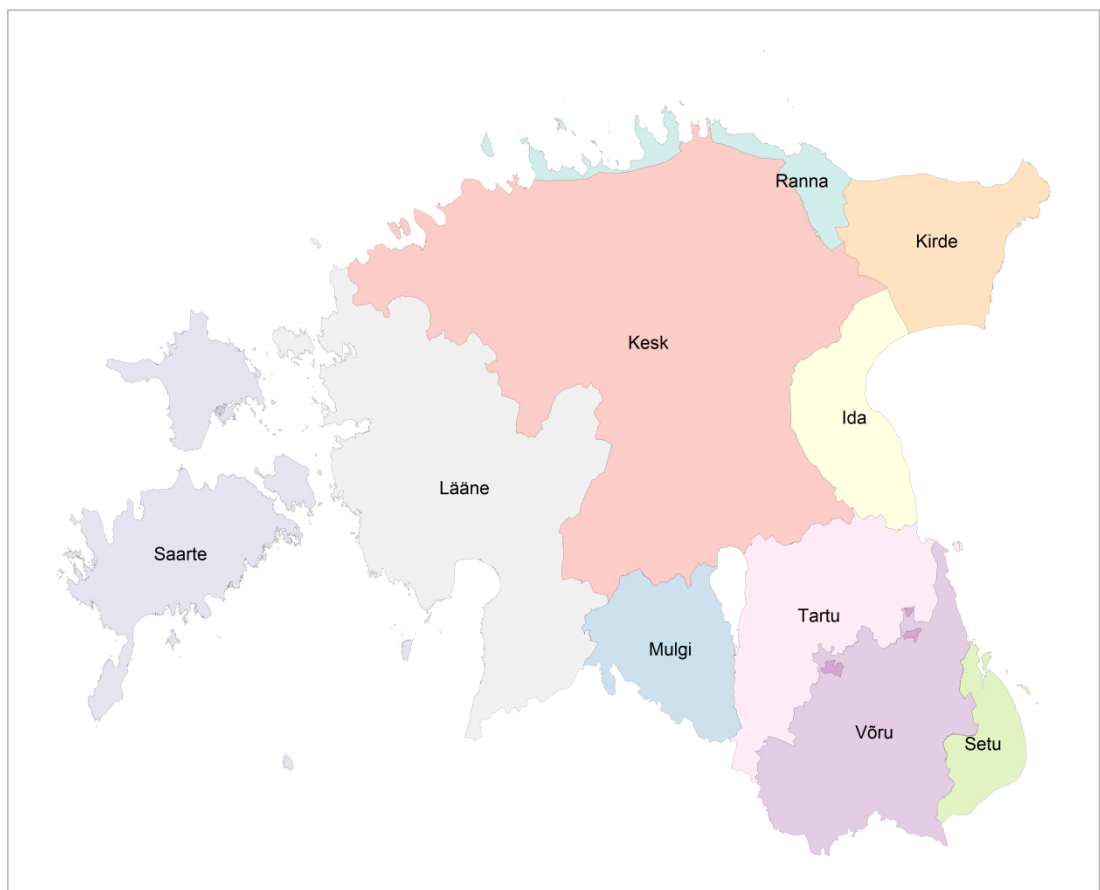 Ranna
Kirde
Kesk
Ida
Lääne
Saarte
Tartu
Mulgi
Võru
Setu